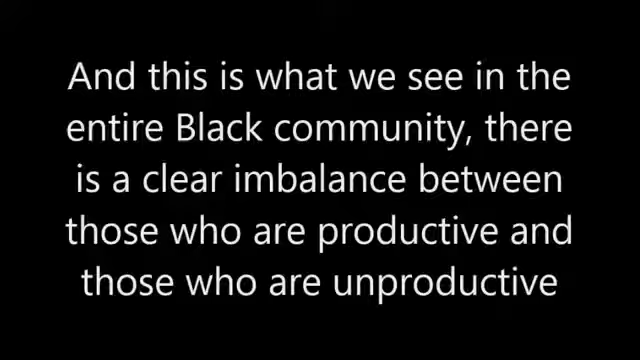 And this is what we see in the
entire Black community, there
is a clear imbalance between
those who are productive and
those who are unproductive